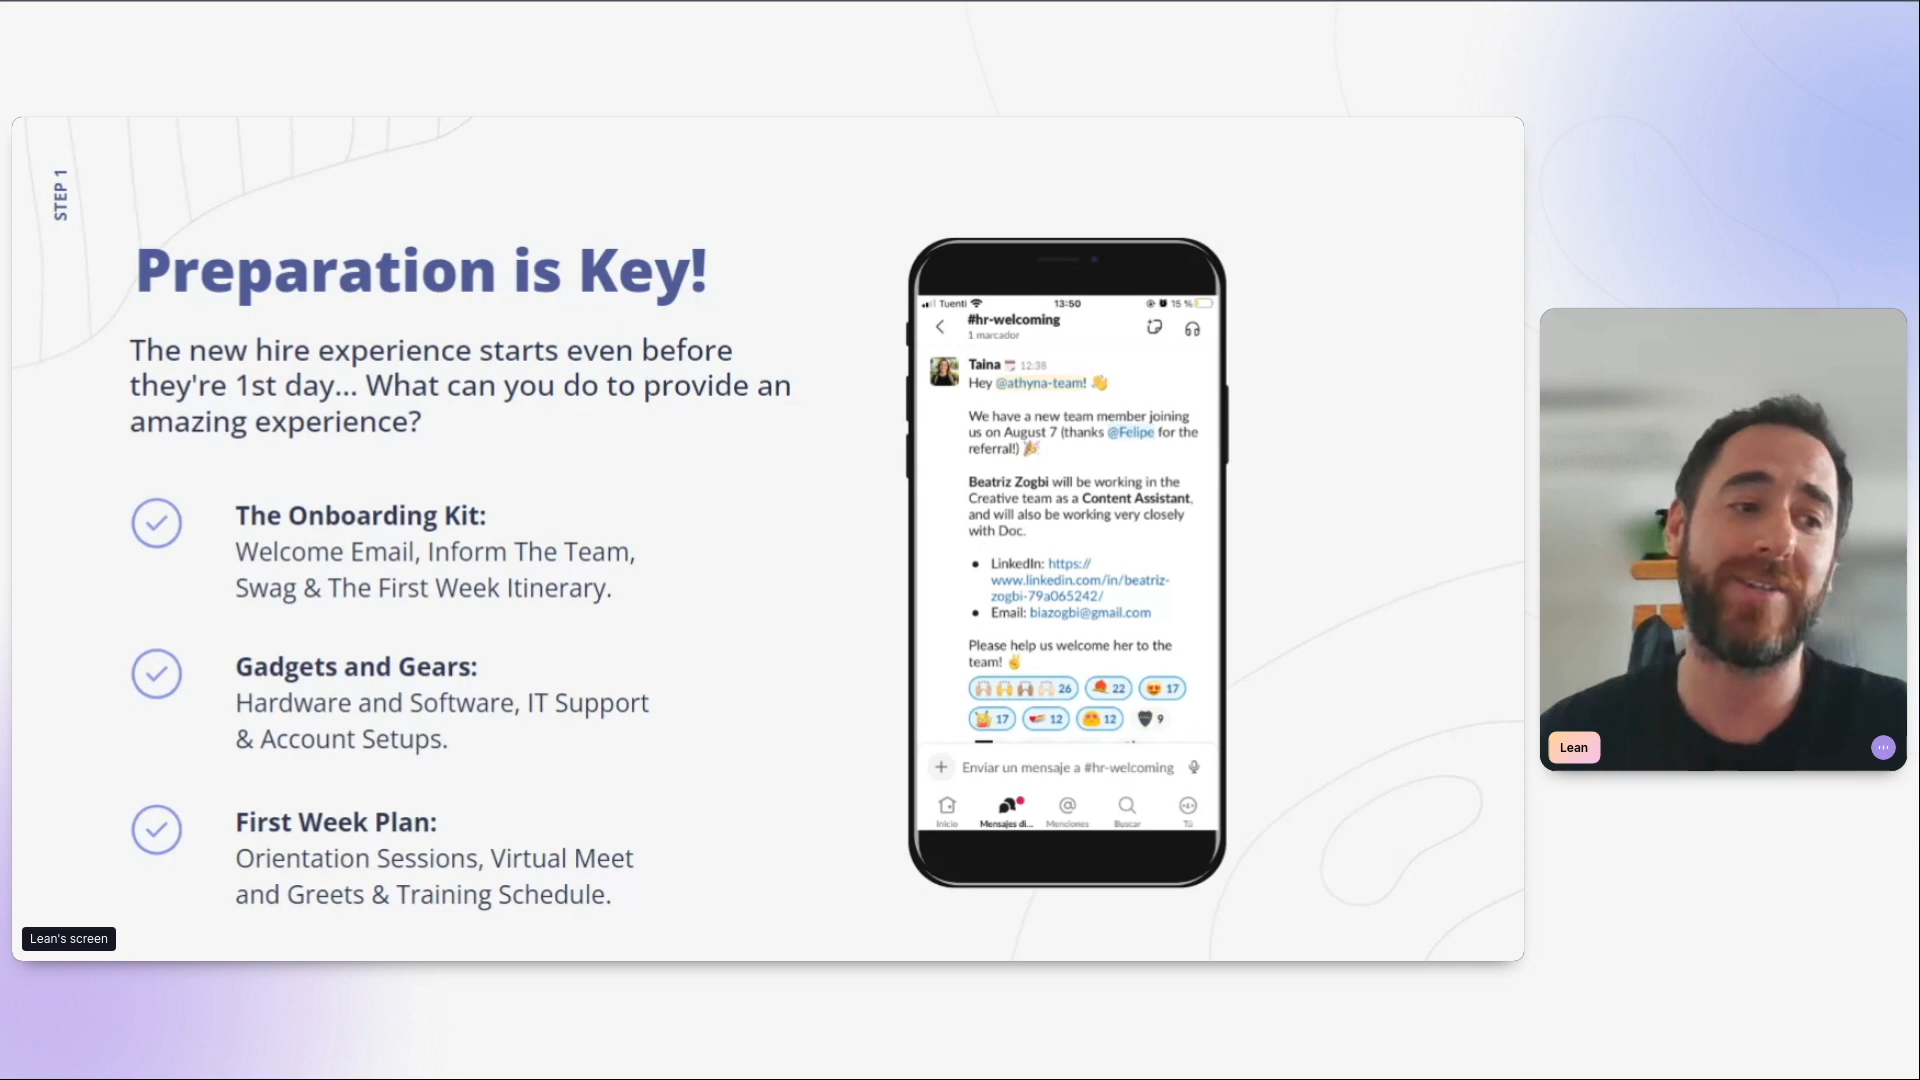 STEP 1
Preparation is Key!
The new hire experience starts even before
they're 1st day... What can you do to provide an
amazing experience?
The Onboarding Kit:
Welcome Email, Inform The Team,
Swag & The First Week Itinerary.
Gadgets and Gears:
Hardware and Software, IT Support
& Account Setups.
First Week Plan:
Orientation Sessions, Virtual Meet
and Greets & Training Schedule.
Lean's screen
Tuenti 13:50 15 %
#hr-welcoming
1 marcador
Taina 12:38
Hey @athyna-team! 👋
We have a new team member joining
us on August 7 (thanks @Felipe for the
referral!) 🎉
Beatriz Zogbi will be working in the
Creative team as a Content Assistant,
and will also be working very closely
with Doc.
• LinkedIn: https://
www.linkedin.com/in/beatriz-
zogbi-79a065242/
• Email: biazogbi@gmail.com
Please help us welcome her to the
team! ✌️
26 22 17
17 12 12 9
Enviar un mensaje a #hr-welcoming
Inicio Mensajes di... Menciones Buscar Tú
Lean